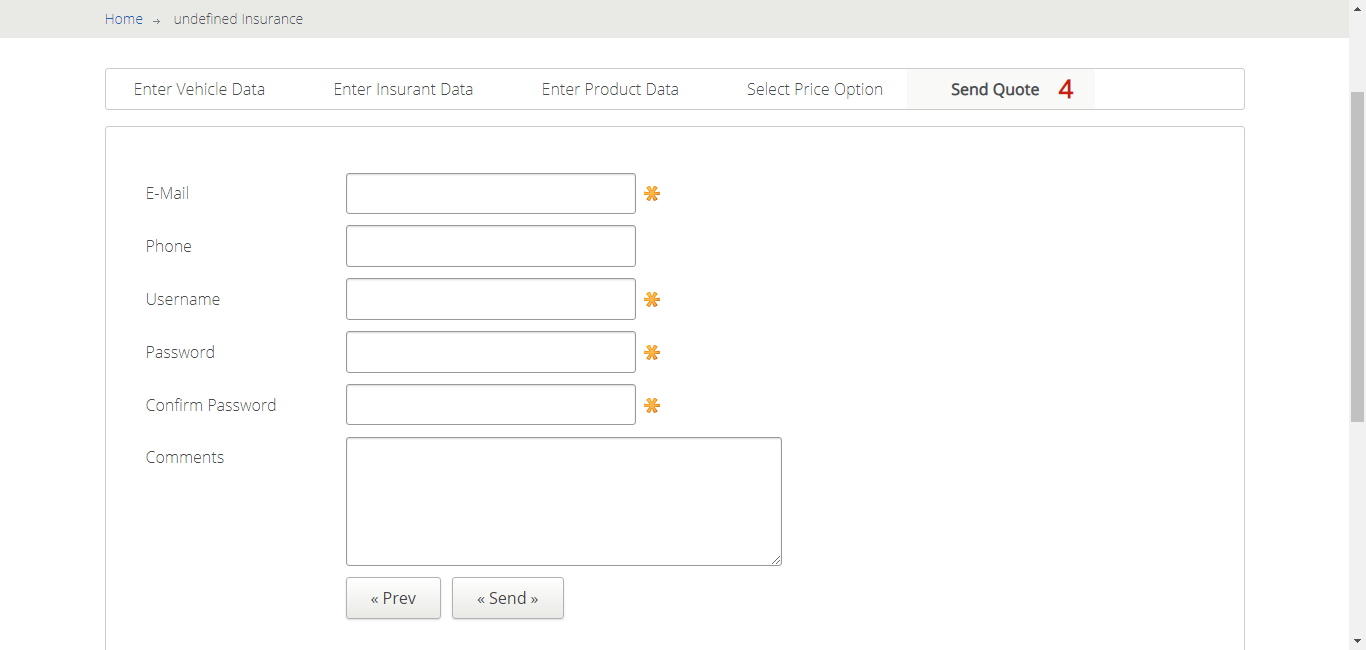 Home → undefined Insurance
Enter Vehicle Data Enter Insurant Data Enter Product Data Select Price Option Send Quote 4
E-Mail
Phone
Username
Password
Confirm Password
Comments
« Prev « Send »